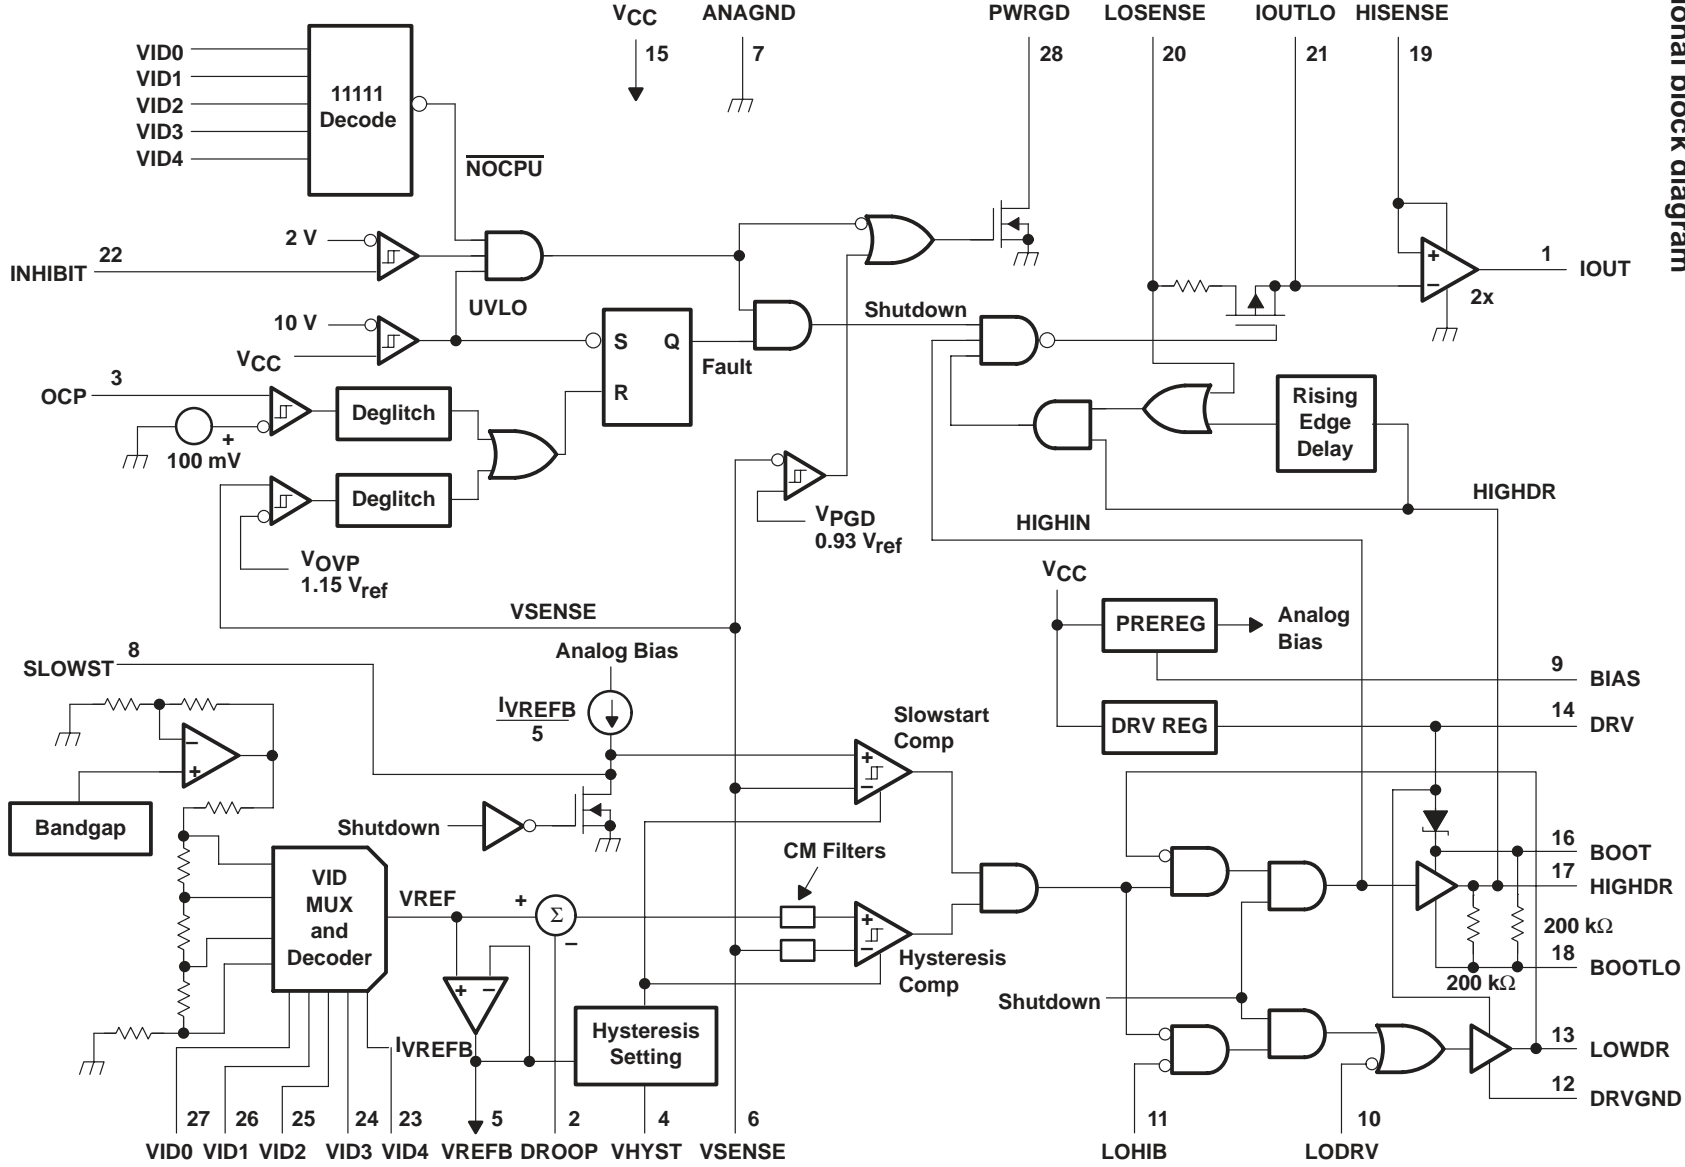 VCC ANAGND PWRGD LOSENSE IOUTLO HISENSE
15 7 28 20 21 19
VID0
VID1
VID2
VID3
VID4
11111
Decode
NOCPU
2 V
22
INHIBIT
UVLO
10 V
VCC
3
OCP
Deglitch
+
100 mV
Deglitch
VOVP
1.15 Vref
S Q
R
Fault
Shutdown
VPGD
0.93 Vref
+
−
2x
1
IOUT
Rising
Edge
Delay
HIGHDR
HIGHIN
VSENSE
VCC
PREREG
Analog
Bias
9
BIAS
DRV REG
14
DRV
8
SLOWST
Analog Bias
IVREFB
5
Slowstart
Comp
+
−
−
+
Bandgap
Shutdown
CM Filters
VID
MUX
and
Decoder
VREF
+
Σ
−
+
−
Hysteresis
Comp
+ −
IVREFB
Hysteresis
Setting
Shutdown
16
BOOT
17
HIGHDR
200 kΩ
18
BOOTLO
200 kΩ
13
LOWDR
12
DRVGND
27 26 25 24 23 5 2 4 6 11 10
VID0 VID1 VID2 VID3 VID4 VREFB DROOP VHYST VSENSE LOHIB LODRV
ional block diagram